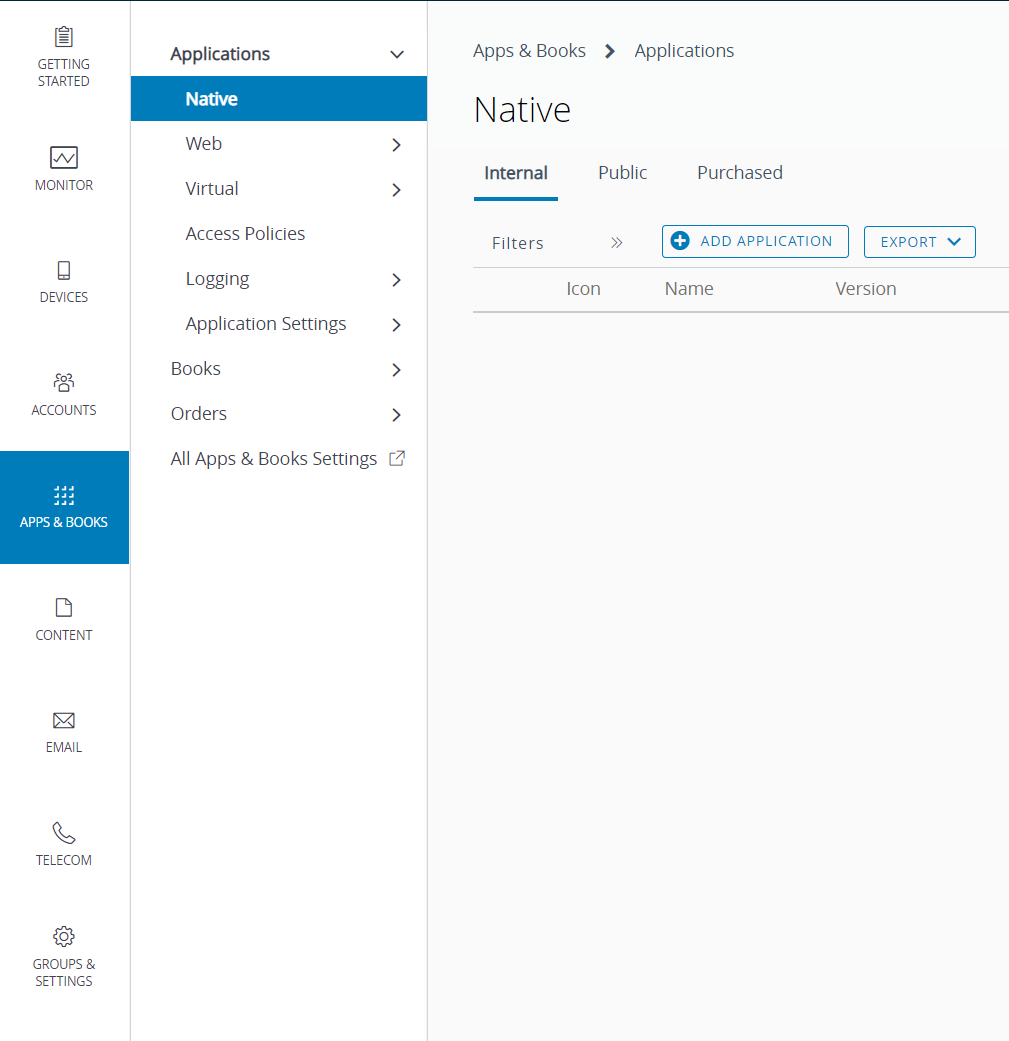 GETTING
STARTED
MONITOR
DEVICES
ACCOUNTS
APPS & BOOKS
CONTENT
EMAIL
TELECOM
GROUPS &
SETTINGS
Applications
Native
Web
Virtual
Access Policies
Logging
Application Settings
Books
Orders
All Apps & Books Settings
Apps & Books > Applications
Native
Internal Public Purchased
Filters » ADD APPLICATION EXPORT
Icon Name Version